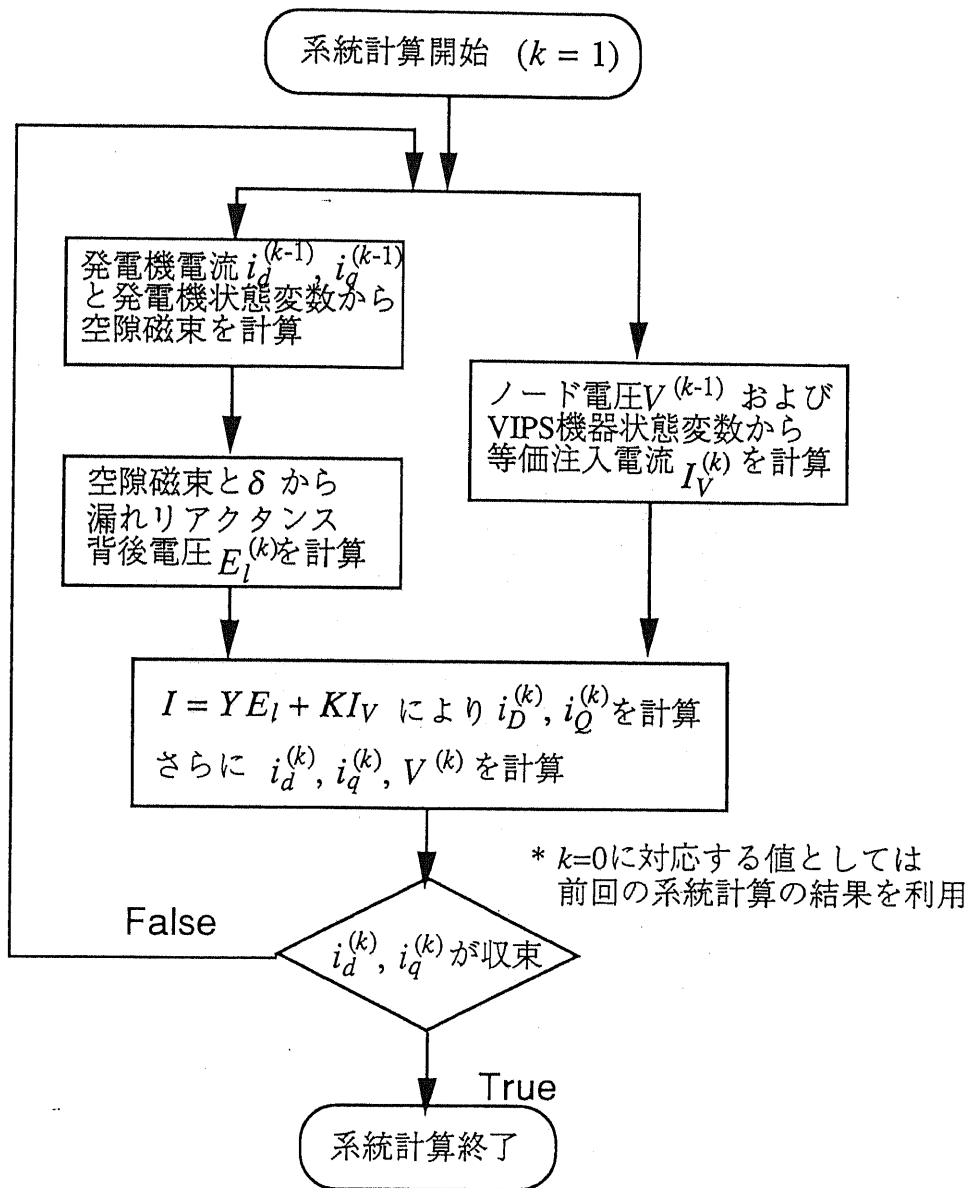 系統計算開始 (k = 1)
発電機電流 i_d^{(k-1)}, i_q^{(k-1)}
と発電機状態変数から
空隙磁束を計算
ノード電圧V^{(k-1)} および
VIPS機器状態変数から
等価注入電流 I_V^{(k)} を計算
空隙磁束とδ から
漏れリアクタンス
背後電圧 E_l^{(k)}を計算
I = YE_l + KI_V により i_D^{(k)}, i_Q^{(k)}を計算
さらに i_d^{(k)}, i_q^{(k)}, V^{(k)} を計算
* k=0に対応する値としては
前回の系統計算の結果を利用
False
i_d^{(k)}, i_q^{(k)}が収束
True
系統計算終了